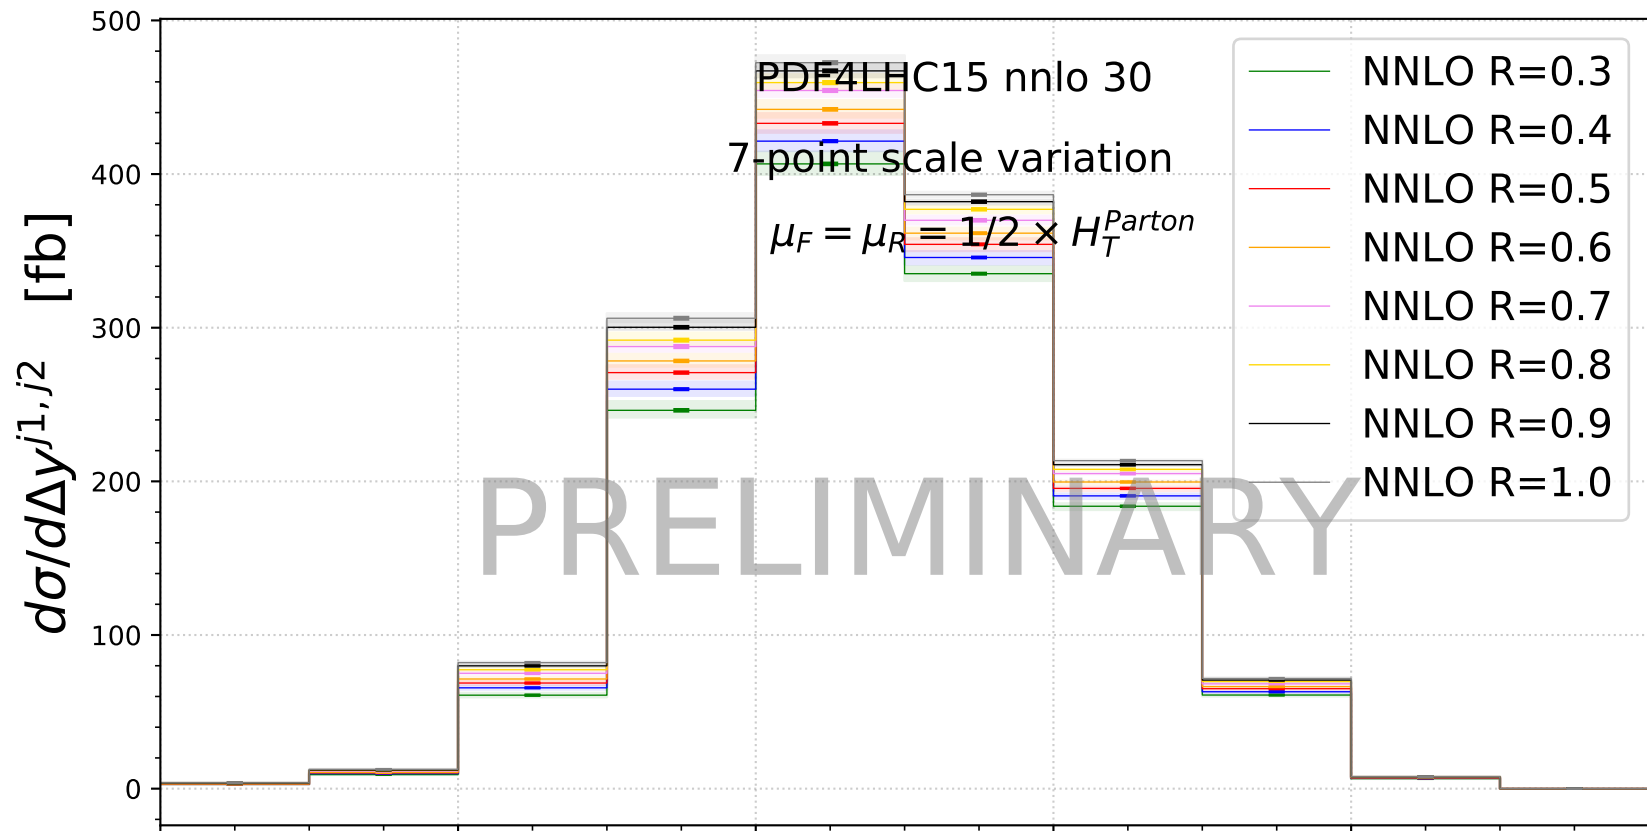 500
400
300
200
100
0
dσ/dΔy^{j1,j2} [fb]
PDF4LHC15 nnlo 30
7-point scale variation
μ_F = μ_R = 1/2 × H_T^{Parton}
NNLO R=0.3
NNLO R=0.4
NNLO R=0.5
NNLO R=0.6
NNLO R=0.7
NNLO R=0.8
NNLO R=0.9
NNLO R=1.0
PRELIMINARY